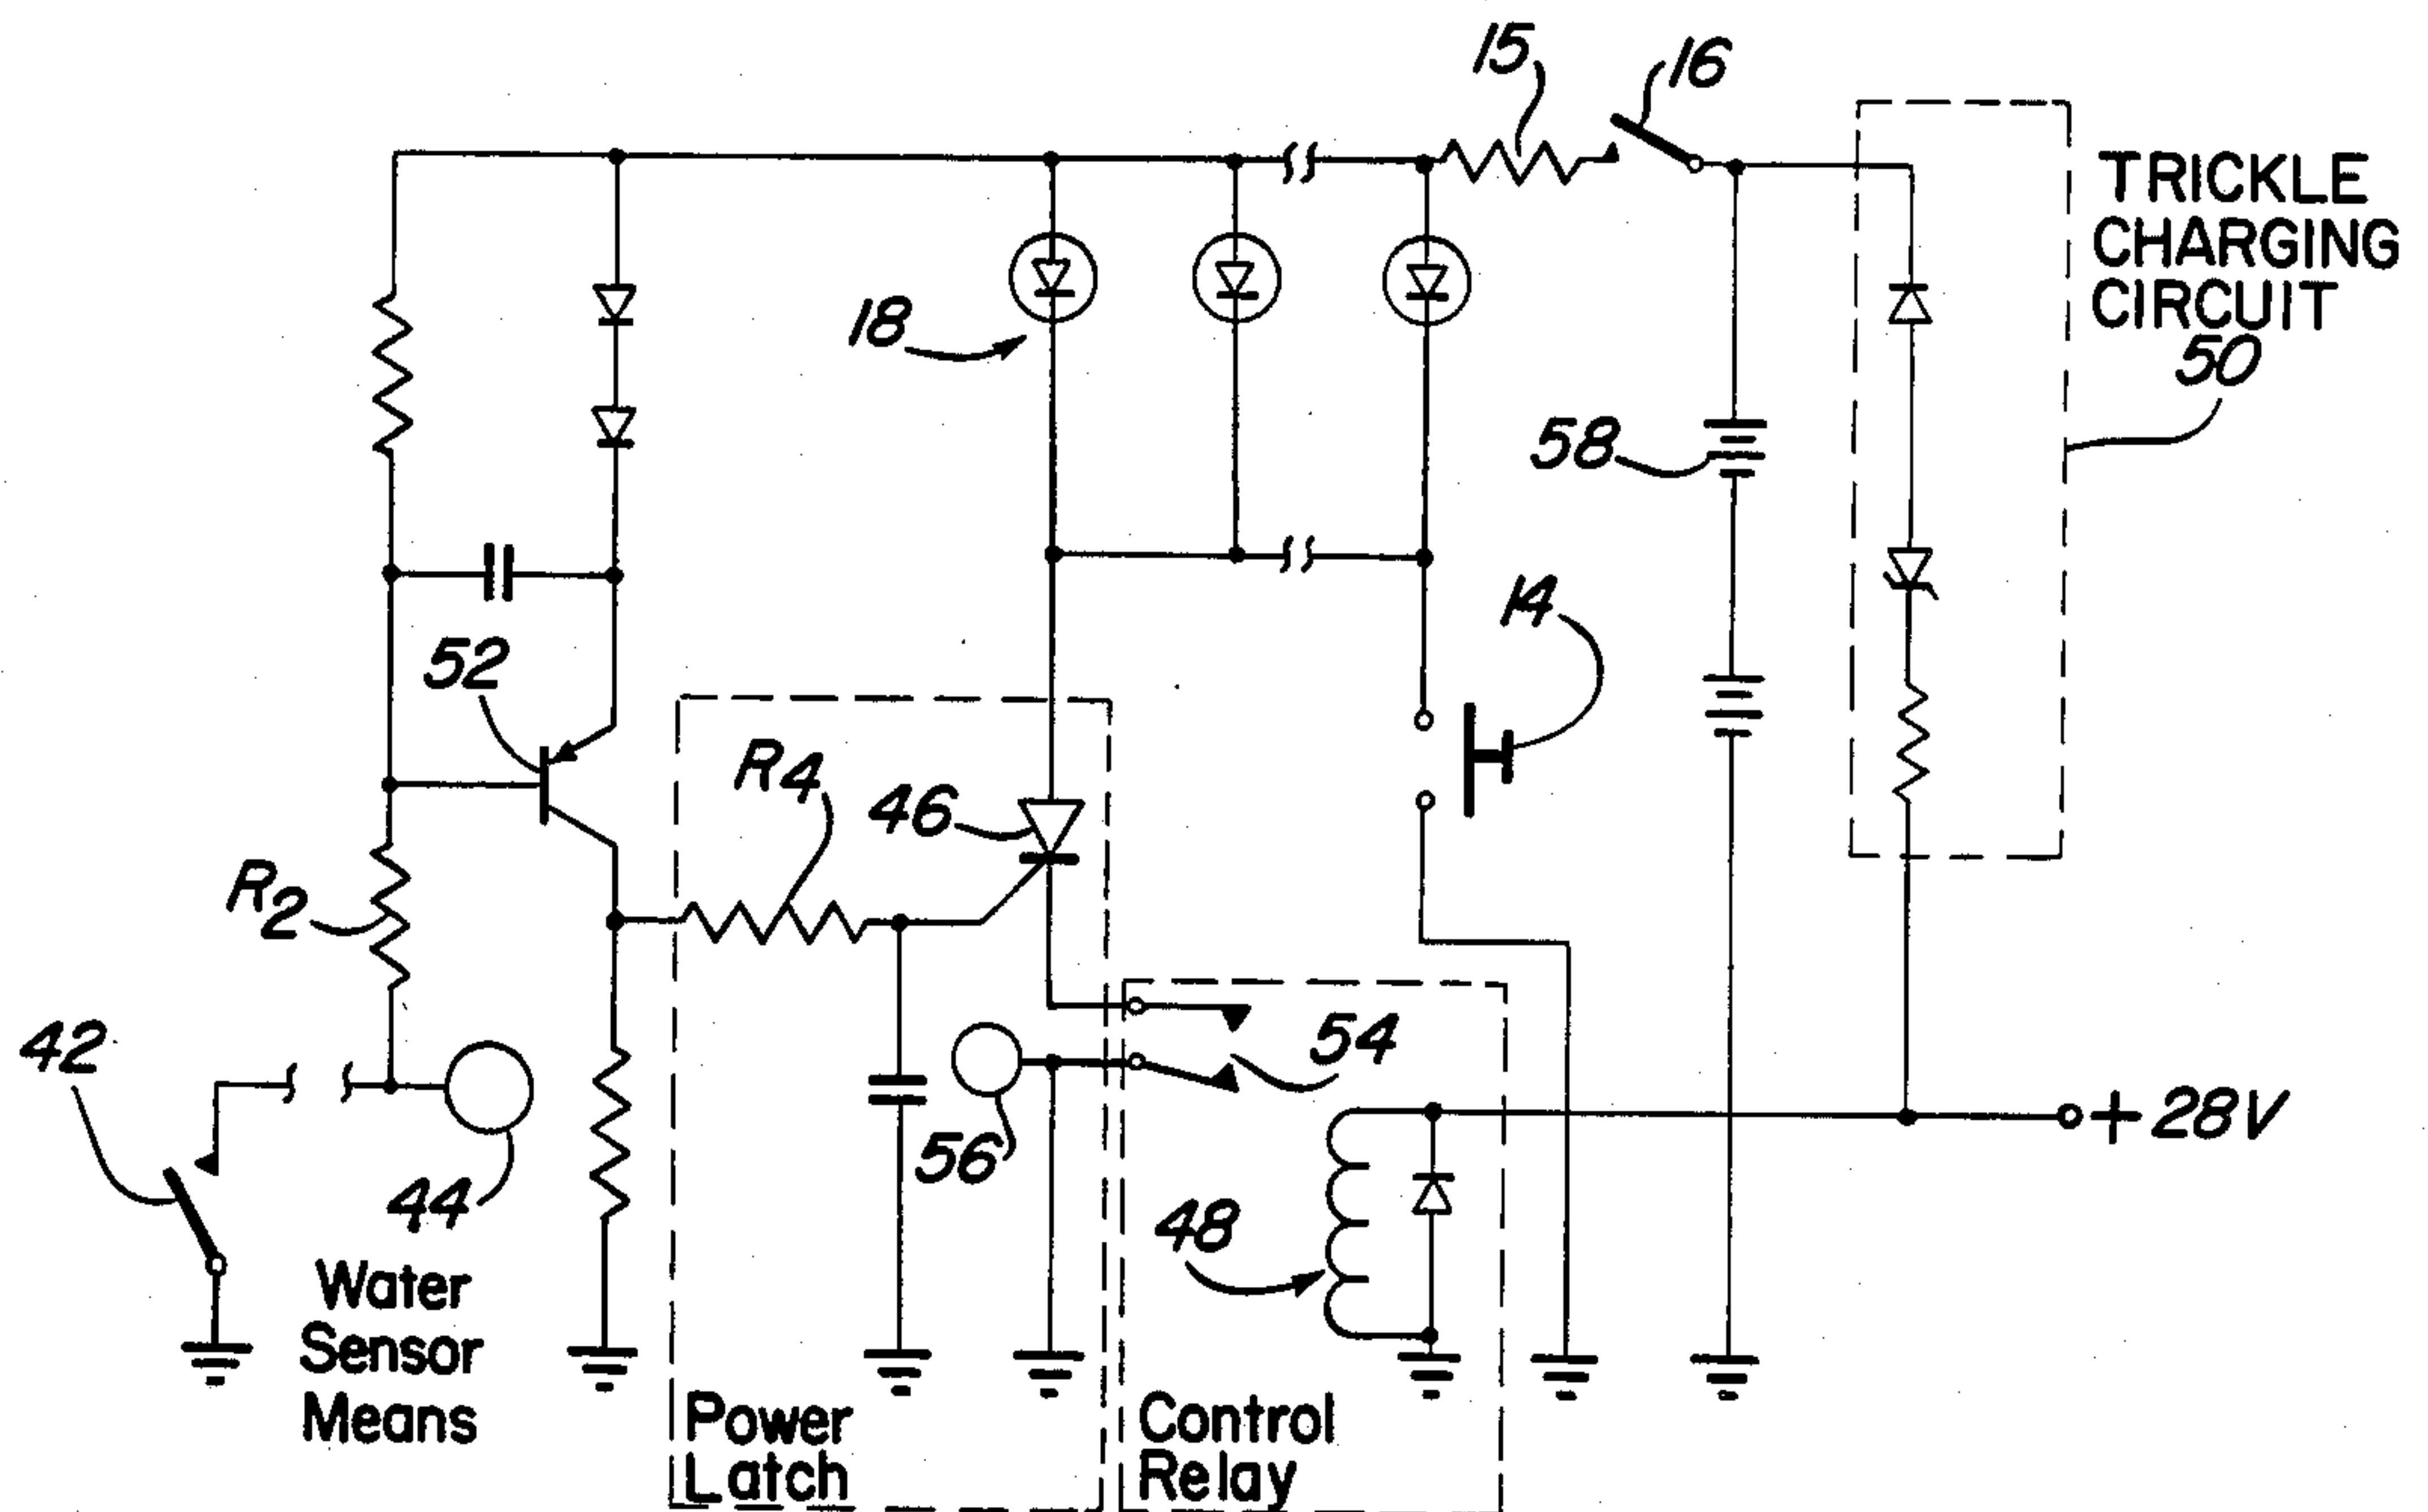 15
16
TRICKLE
CHARGING
CIRCUIT
50
18
58
14
52
R4
46
R2
42
54
+28V
56
44
48
Water
Sensor
Means
Power
Latch
Control
Relay